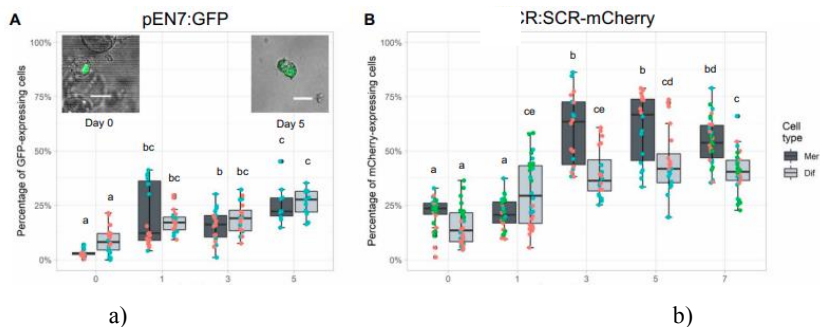 A pEN7:GFP
Percentage of GFP-expressing cells
100%
75%
50%
25%
0%
Day 0
Day 5
a
a
bc
bc
b
b
c
c
0 1 3 5
B CR:SCR-mCherry
Percentage of mCherry-expressing cells
100%
75%
50%
25%
0%
a
a
a
ce
b
ce
b
cd
bd
c
0 1 3 5 7
Cell
type
Mer
Dif
a) b)